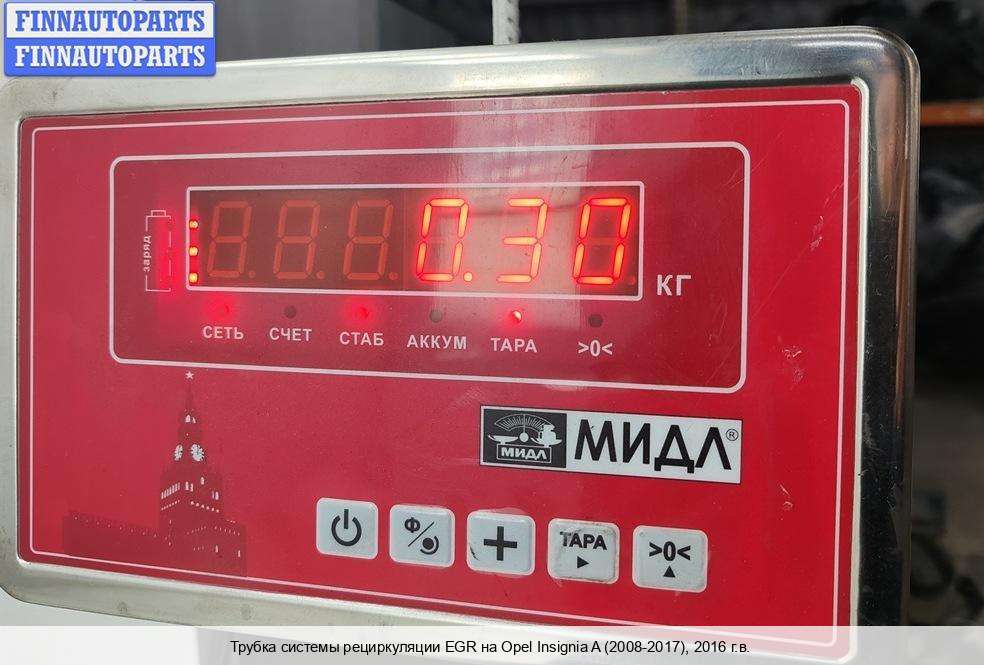 FINNAUTOPARTS
FINNAUTOPARTS
заряд
0.30
КГ
СЕТЬ СЧЕТ СТАБ АККУМ ТАРА >0<
МИДЛ
МИДЛ®
Ф
ТАРА
>0<
Трубка системы рециркуляции EGR на Opel Insignia A (2008-2017), 2016 г.в.